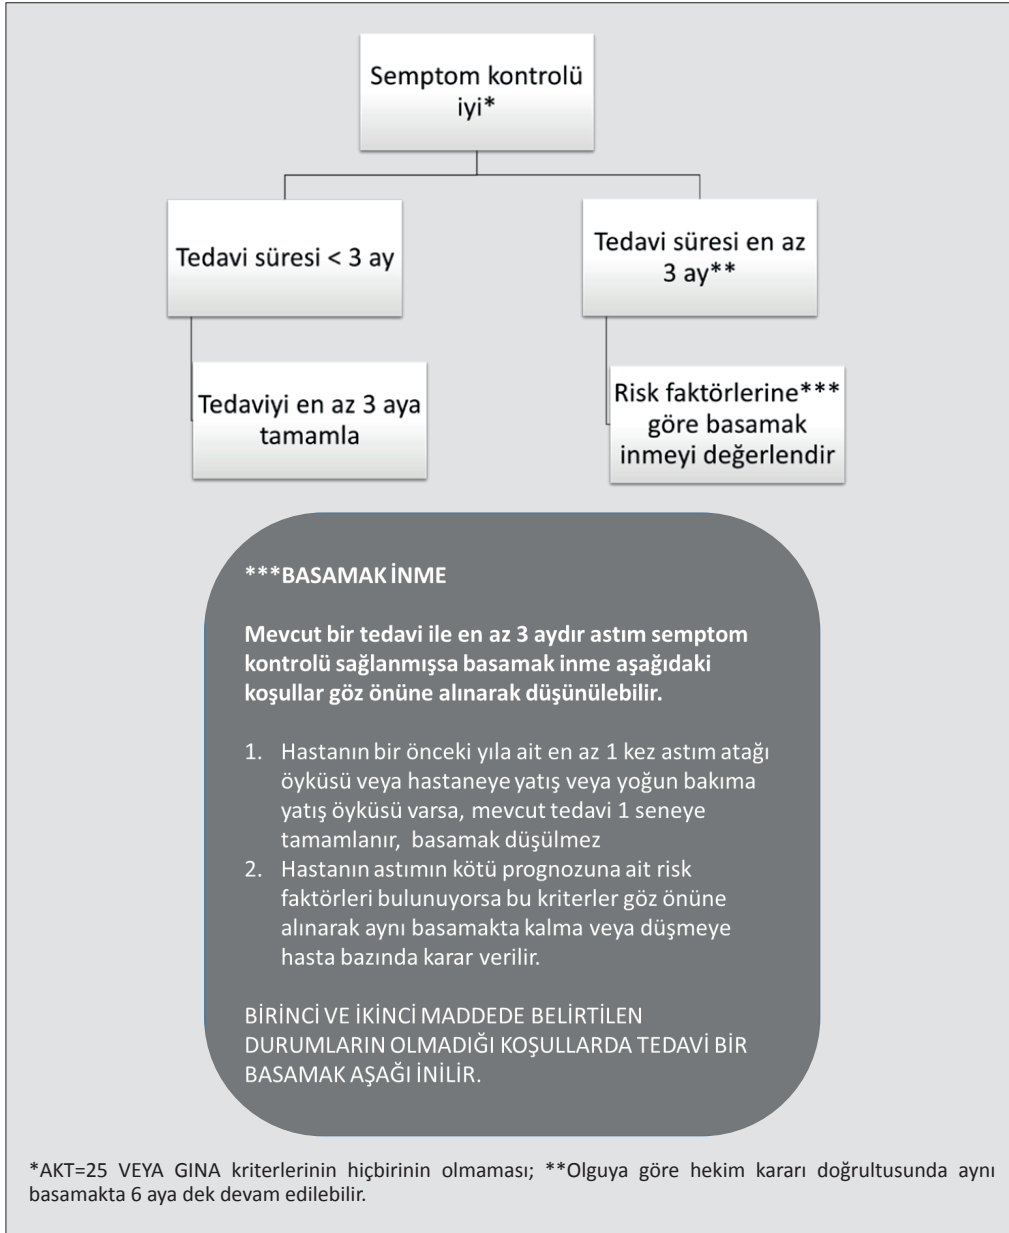 Semptom kontrolü
iyi*
Tedavi süresi < 3 ay
Tedavi süresi en az
3 ay**
Tedaviyi en az 3 aya
tamamla
Risk faktörlerine***
göre basamak
inmeyi değerlendir
***BASAMAK İNME
Mevcut bir tedavi ile en az 3 aydır astım semptom
kontrolü sağlanmışsa basamak inme aşağıdaki
koşullar göz önüne alınarak düşünülebilir.
1. Hastanın bir önceki yıla ait en az 1 kez astım atağı
öyküsü veya hastaneye yatış veya yoğun bakıma
yatış öyküsü varsa, mevcut tedavi 1 seneye
tamamlanır, basamak düşülmez
2. Hastanın astımın kötü prognozuna ait risk
faktörleri bulunuyorsa bu kriterler göz önüne
alınarak aynı basamakta kalma veya düşmeye
hasta bazında karar verilir.
BİRİNCİ VE İKİNCİ MADDEDE BELİRTİLEN
DURUMLARIN OLMADIĞI KOŞULLARDA TEDAVİ BİR
BASAMAK AŞAĞI İNİLİR.
*AKT=25 VEYA GINA kriterlerinin hiçbirinin olmaması; **Olguya göre hekim kararı doğrultusunda aynı
basamakta 6 aya dek devam edilebilir.